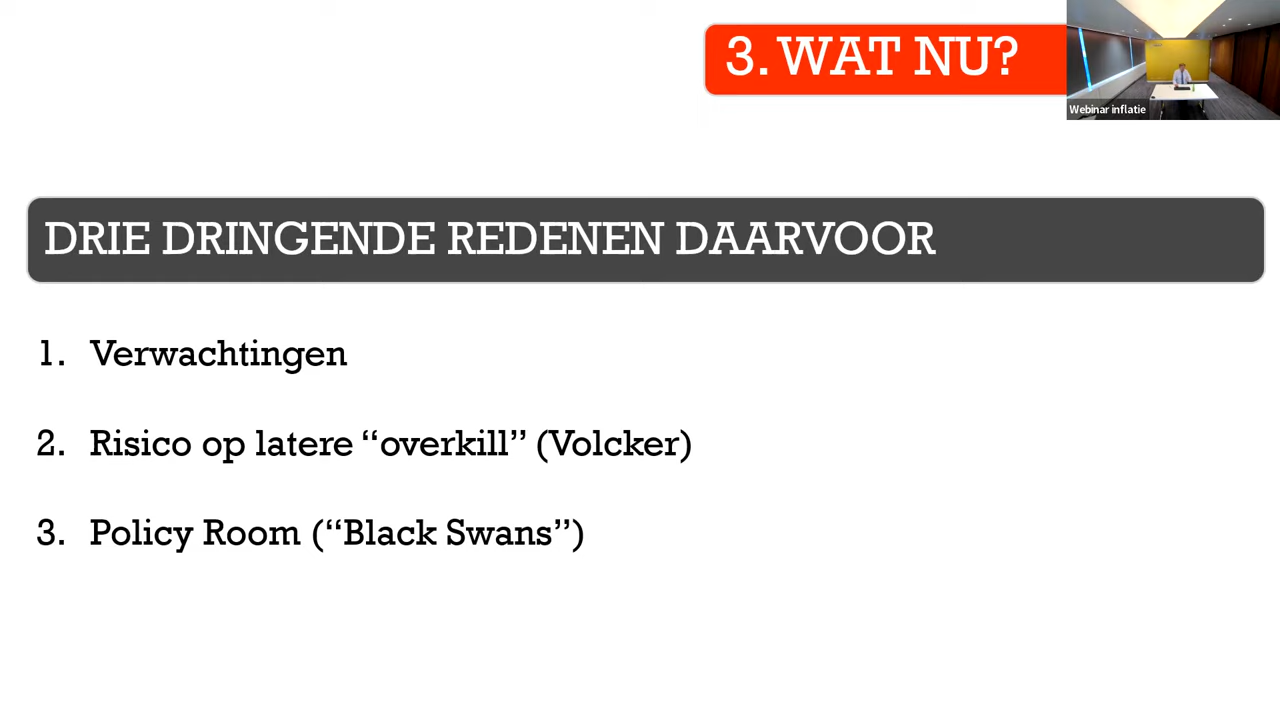 3. WAT NU?
Webinar inflatie
DRIE DRINGENDE REDENEN DAARVOOR
1. Verwachtingen
2. Risico op latere “overkill” (Volcker)
3. Policy Room (“Black Swans”)